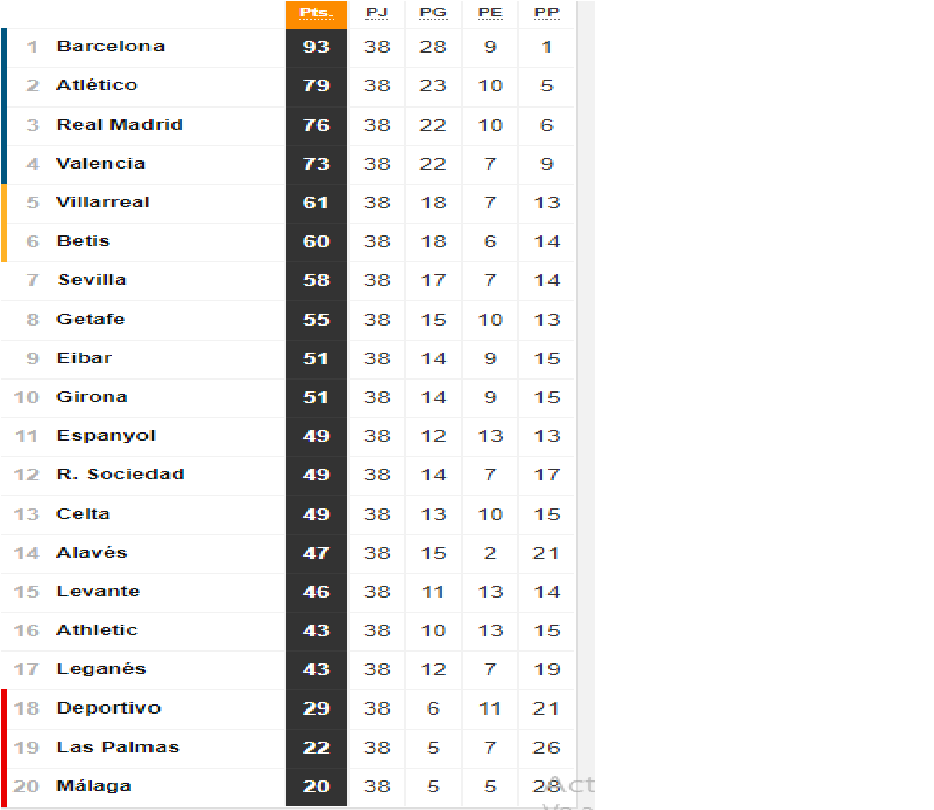 Pts. PJ PG PE PP
1 Barcelona 93 38 28 9 1
2 Atlético 79 38 23 10 5
3 Real Madrid 76 38 22 10 6
4 Valencia 73 38 22 7 9
5 Villarreal 61 38 18 7 13
6 Betis 60 38 18 6 14
7 Sevilla 58 38 17 7 14
8 Getafe 55 38 15 10 13
9 Eibar 51 38 14 9 15
10 Girona 51 38 14 9 15
11 Espanyol 49 38 12 13 13
12 R. Sociedad 49 38 14 7 17
13 Celta 49 38 13 10 15
14 Alavés 47 38 15 2 21
15 Levante 46 38 11 13 14
16 Athletic 43 38 10 13 15
17 Leganés 43 38 12 7 19
18 Deportivo 29 38 6 11 21
19 Las Palmas 22 38 5 7 26
20 Málaga 20 38 5 5 28
Act